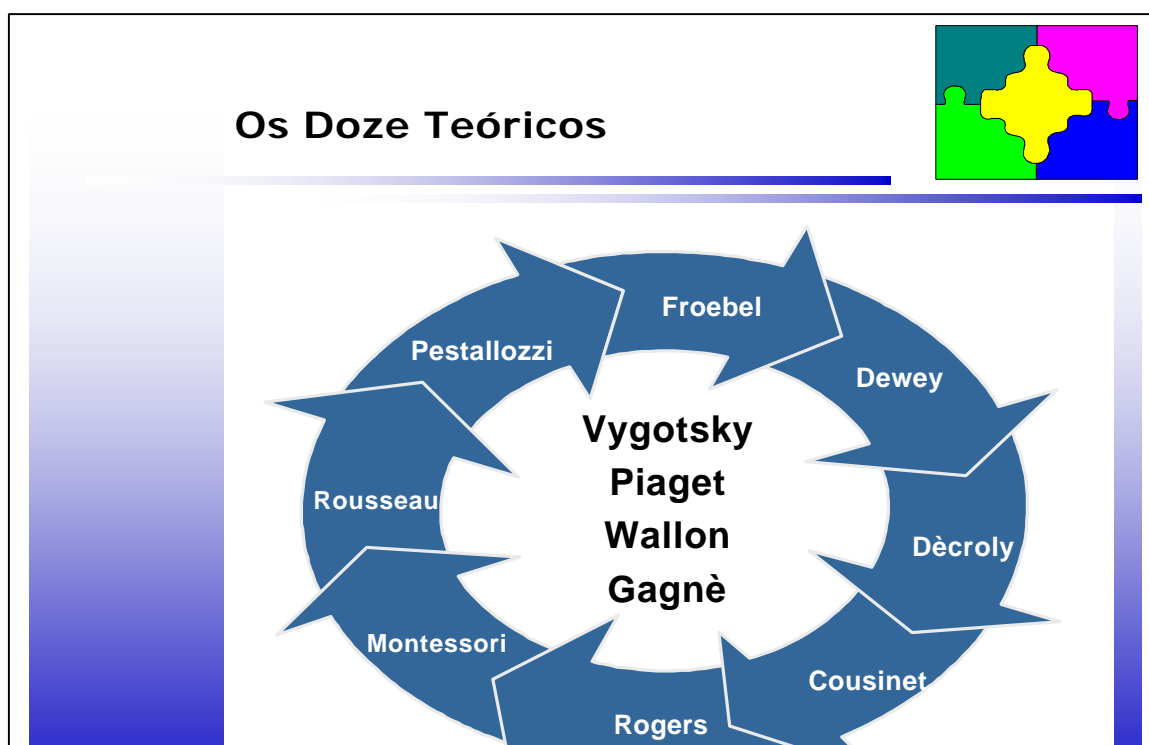 Os Doze Teóricos
Froebel
Pestallozzi
Dewey
Vygotsky
Piaget
Wallon
Gagnè
Rousseau
Dècroly
Montessori
Cousinet
Rogers